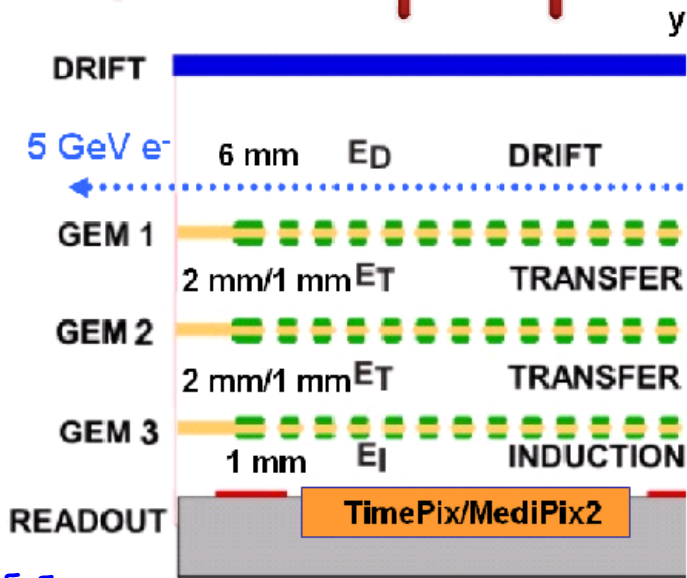 y
DRIFT
5 GeV e-
6 mm ED DRIFT
GEM 1
2 mm/1 mm ET TRANSFER
GEM 2
2 mm/1 mm ET TRANSFER
GEM 3
1 mm EI INDUCTION
READOUT
TimePix/MediPix2